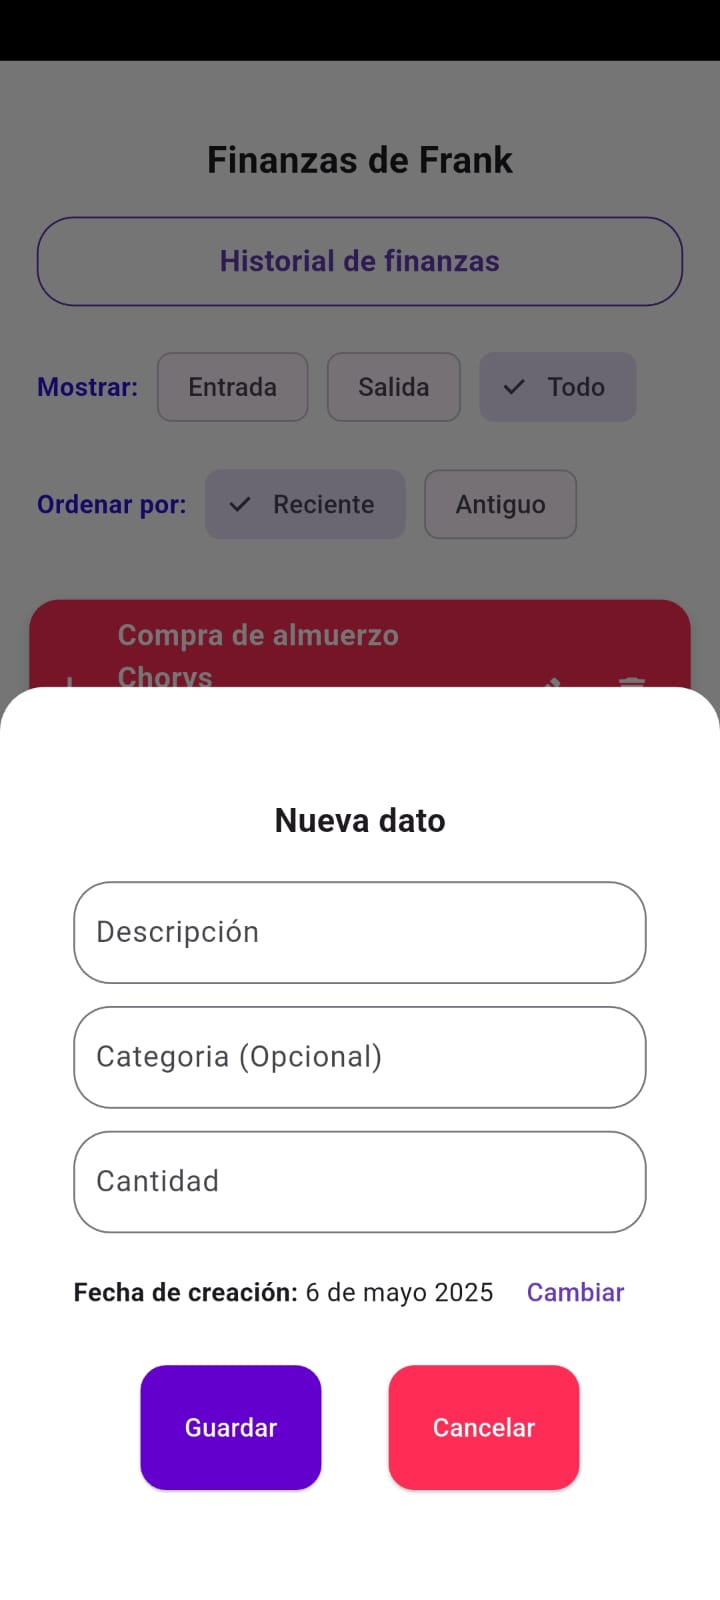 Finanzas de Frank
Historial de finanzas
Mostrar: Entrada Salida Todo
Ordenar por: Reciente Antiguo
Compra de almuerzo
Chorys
Nueva dato
Descripción
Categoria (Opcional)
Cantidad
Fecha de creación: 6 de mayo 2025 Cambiar
Guardar Cancelar